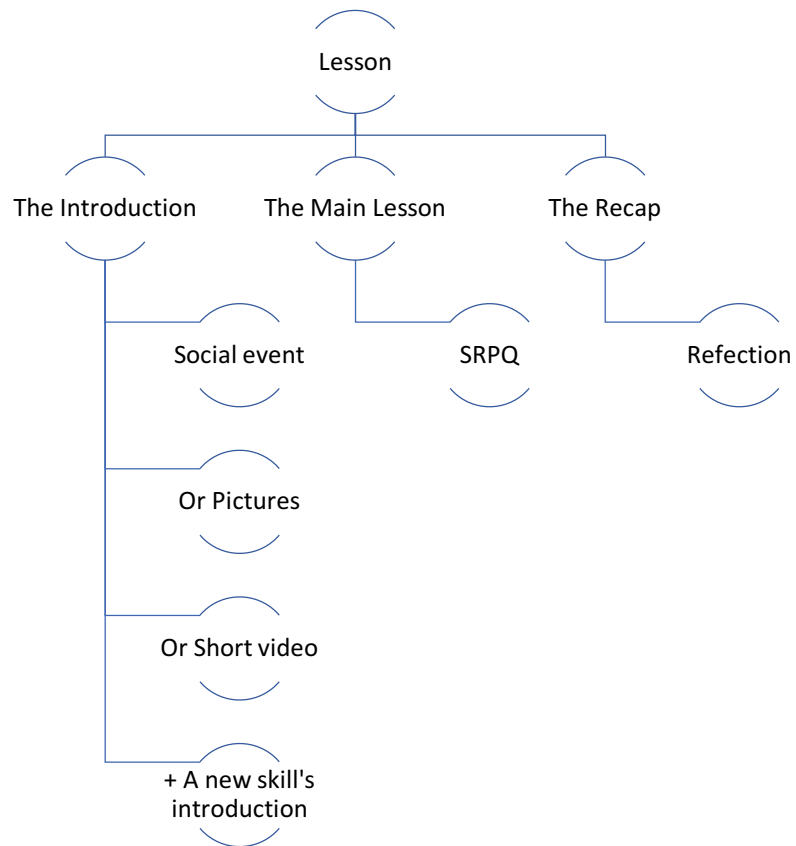 Lesson
The Introduction
The Main Lesson
The Recap
Social event
SRPQ
Refection
Or Pictures
Or Short video
+ A new skill's
introduction